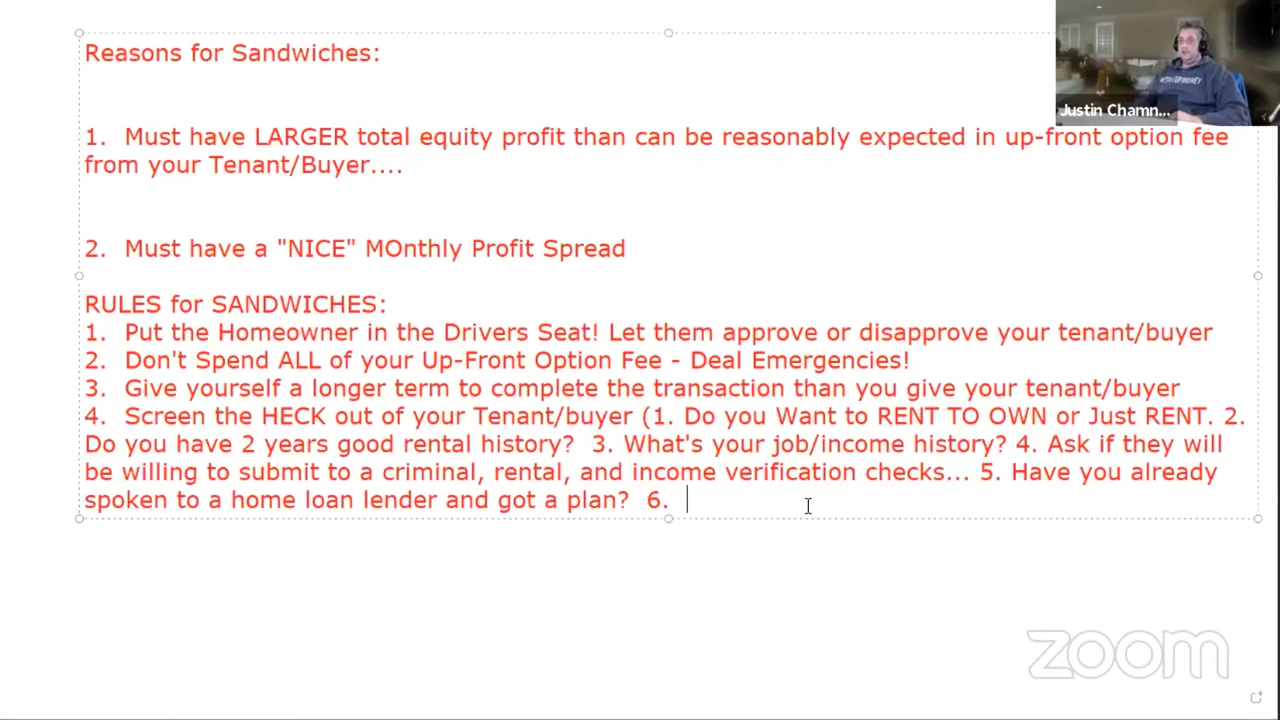 Reasons for Sandwiches:
1. Must have LARGER total equity profit than can be reasonably expected in up-front option fee
from your Tenant/Buyer....
2. Must have a "NICE" MOnthly Profit Spread
RULES for SANDWICHES:
1. Put the Homeowner in the Drivers Seat! Let them approve or disapprove your tenant/buyer
2. Don't Spend ALL of your Up-Front Option Fee - Deal Emergencies!
3. Give yourself a longer term to complete the transaction than you give your tenant/buyer
4. Screen the HECK out of your Tenant/buyer (1. Do you Want to RENT TO OWN or Just RENT. 2.
Do you have 2 years good rental history? 3. What's your job/income history? 4. Ask if they will
be willing to submit to a criminal, rental, and income verification checks... 5. Have you already
spoken to a home loan lender and got a plan? 6.
Justin Chamn...
zoom